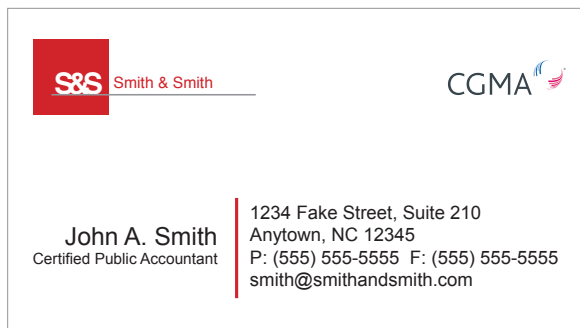 S&S
Smith & Smith
CGMA
John A. Smith
Certified Public Accountant
1234 Fake Street, Suite 210
Anytown, NC 12345
P: (555) 555-5555  F: (555) 555-5555
smith@smithandsmith.com